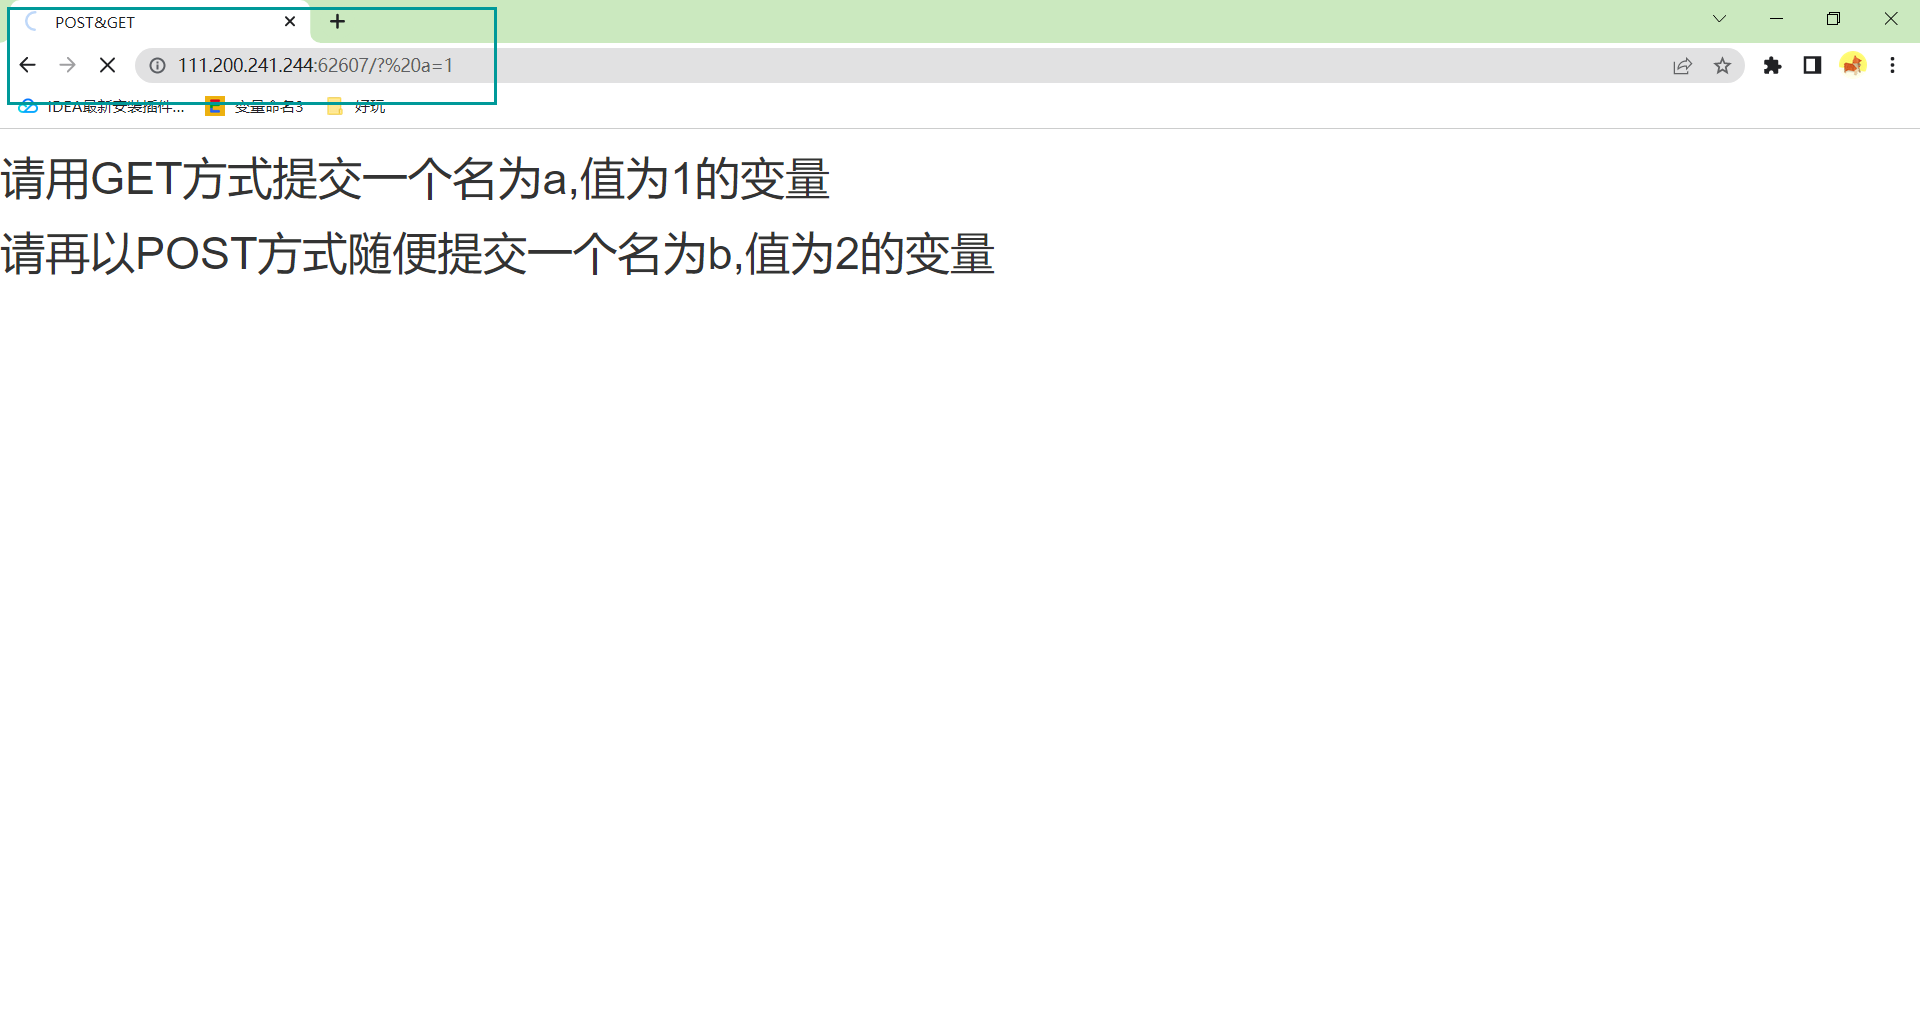 POST&GET
111.200.241.244:62607/?%20a=1
IDEA最新安装插件...
变量命名3
好玩
请用GET方式提交一个名为a,值为1的变量
请再以POST方式随便提交一个名为b,值为2的变量